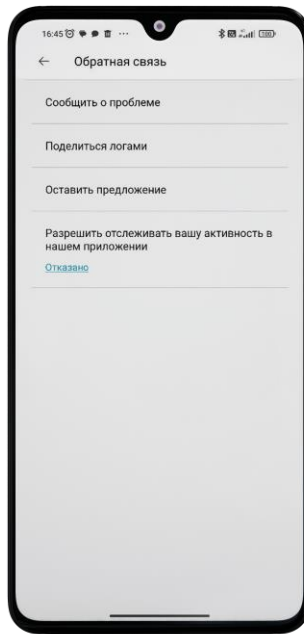 16:45
Обратная связь
Сообщить о проблеме
Поделиться логами
Оставить предложение
Разрешить отслеживать вашу активность в
нашем приложении
Отказано